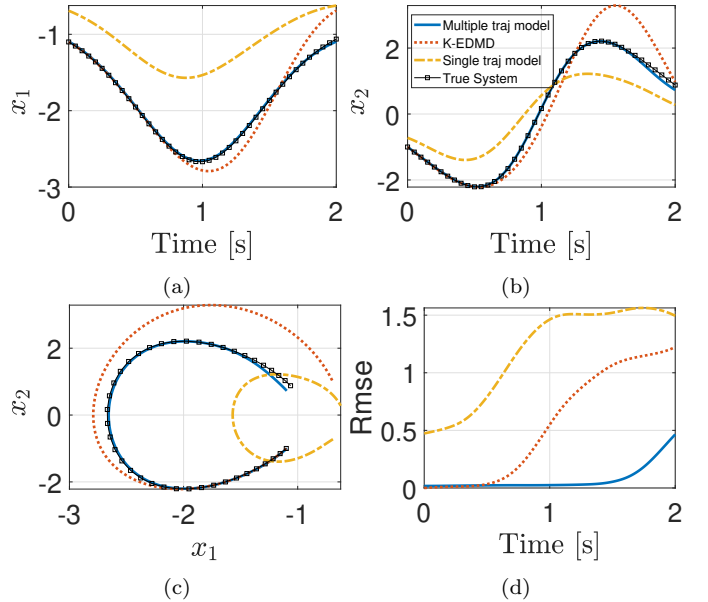 -1
-2
-3
x1
0
1
2
Time [s]
(a)
2
0
-2
x2
0
1
2
Time [s]
(b)
Multiple traj model
K-EDMD
Single traj model
True System
2
0
-2
x2
-3
-2
-1
x1
(c)
1.5
1
0.5
0
Rmse
0
1
2
Time [s]
(d)